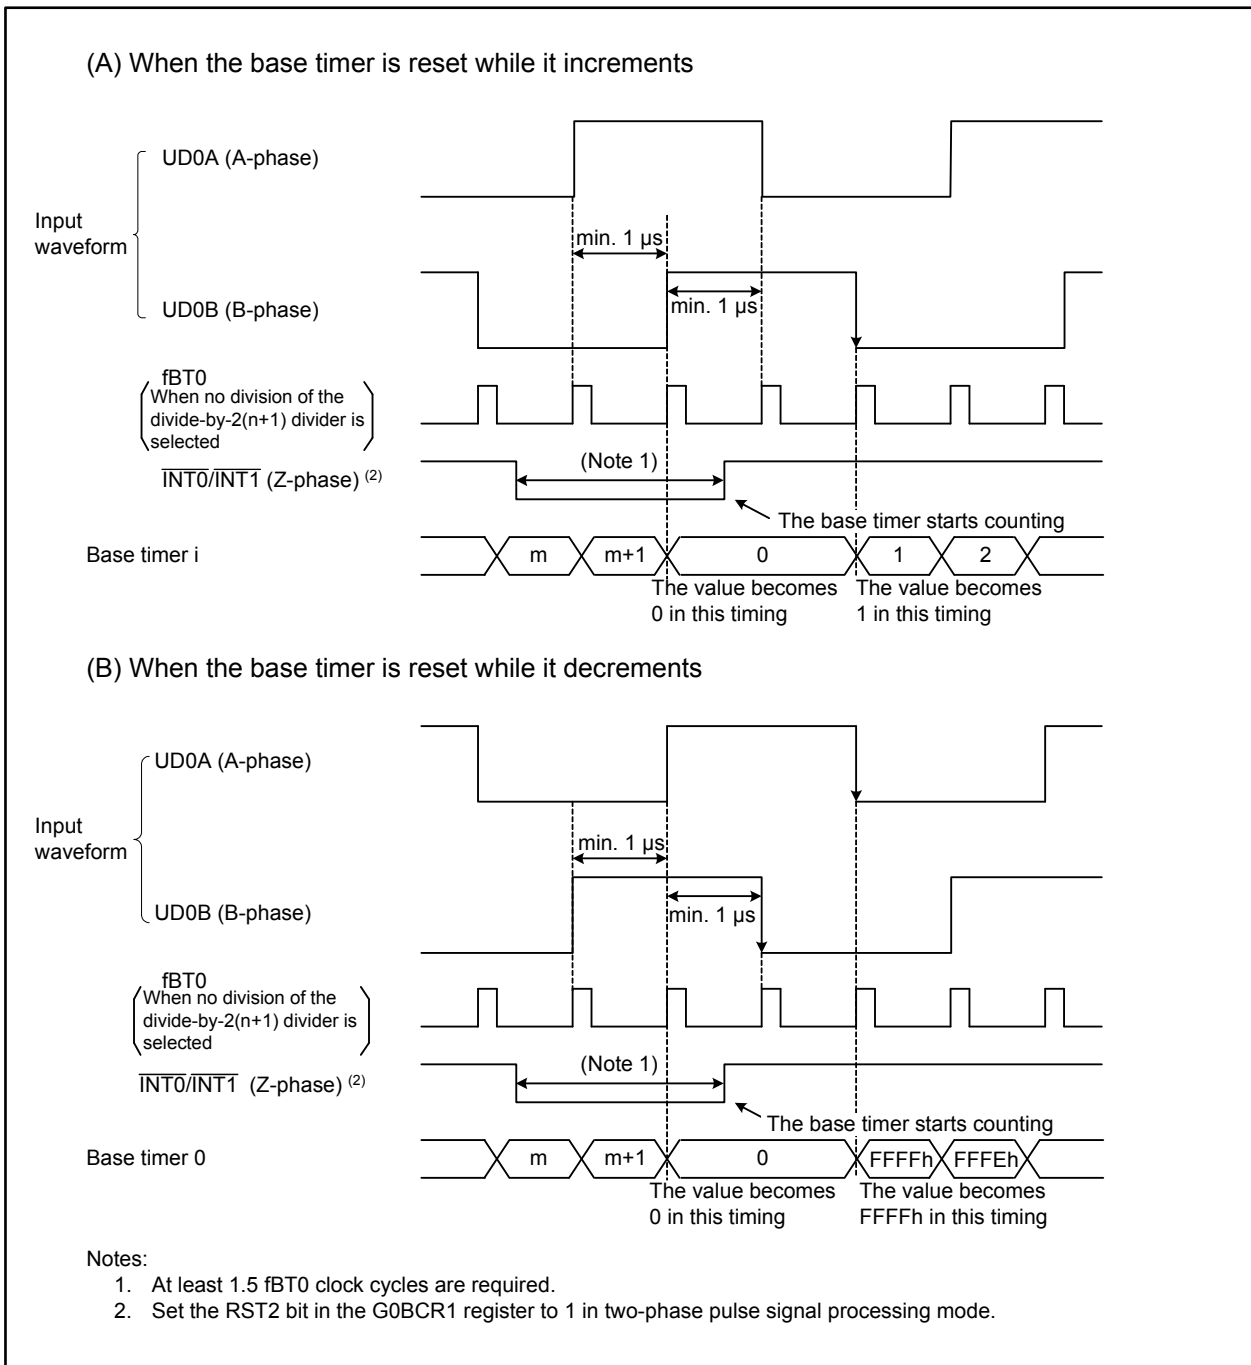 (A) When the base timer is reset while it increments
UD0A (A-phase)
Input
waveform
min. 1 µs
UD0B (B-phase)
min. 1 µs
fBT0
When no division of the
divide-by-2(n+1) divider is
selected
INT0/INT1 (Z-phase) (2)
(Note 1)
The base timer starts counting
Base timer i
m
m+1
0
1
2
The value becomes
0 in this timing
The value becomes
1 in this timing
(B) When the base timer is reset while it decrements
UD0A (A-phase)
Input
waveform
min. 1 µs
UD0B (B-phase)
min. 1 µs
fBT0
When no division of the
divide-by-2(n+1) divider is
selected
INT0/INT1 (Z-phase) (2)
(Note 1)
The base timer starts counting
Base timer 0
m
m+1
0
FFFFh
FFFEh
The value becomes
0 in this timing
The value becomes
FFFFh in this timing
Notes:
1. At least 1.5 fBT0 clock cycles are required.
2. Set the RST2 bit in the G0BCR1 register to 1 in two-phase pulse signal processing mode.